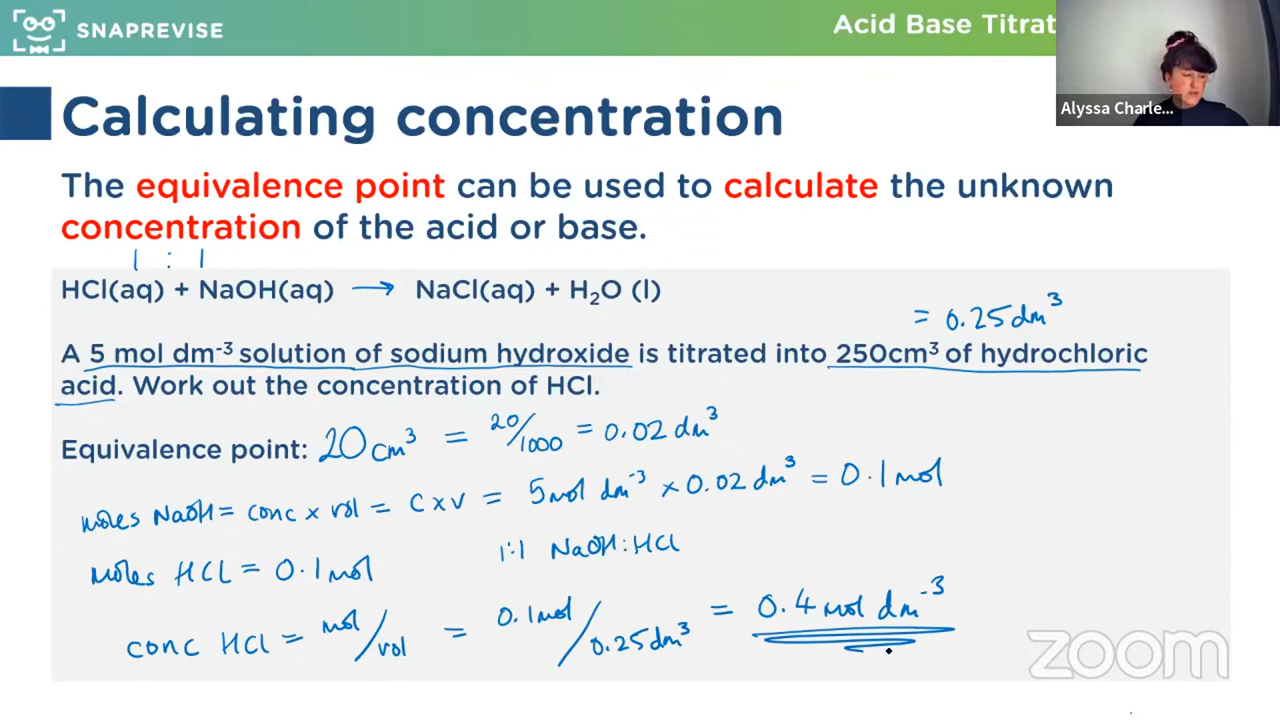 SNAPREVISE
Acid Base Titrat
Alyssa Charle...
Calculating concentration
The equivalence point can be used to calculate the unknown
concentration of the acid or base.
1 : 1
HCl(aq) + NaOH(aq) → NaCl(aq) + H₂O (l)
= 0.25 dm³
A 5 mol dm⁻³ solution of sodium hydroxide is titrated into 250cm³ of hydrochloric
acid. Work out the concentration of HCl.
Equivalence point: 20 cm³ = 20/1000 = 0.02 dm³
moles NaOH = conc x vol = C x V = 5 mol dm⁻³ x 0.02 dm³ = 0.1 mol
moles HCL = 0.1 mol 1:1 NaOH:HCl
conc HCl = mol/vol = 0.1 mol/0.25 dm³ = 0.4 mol dm⁻³
zoom